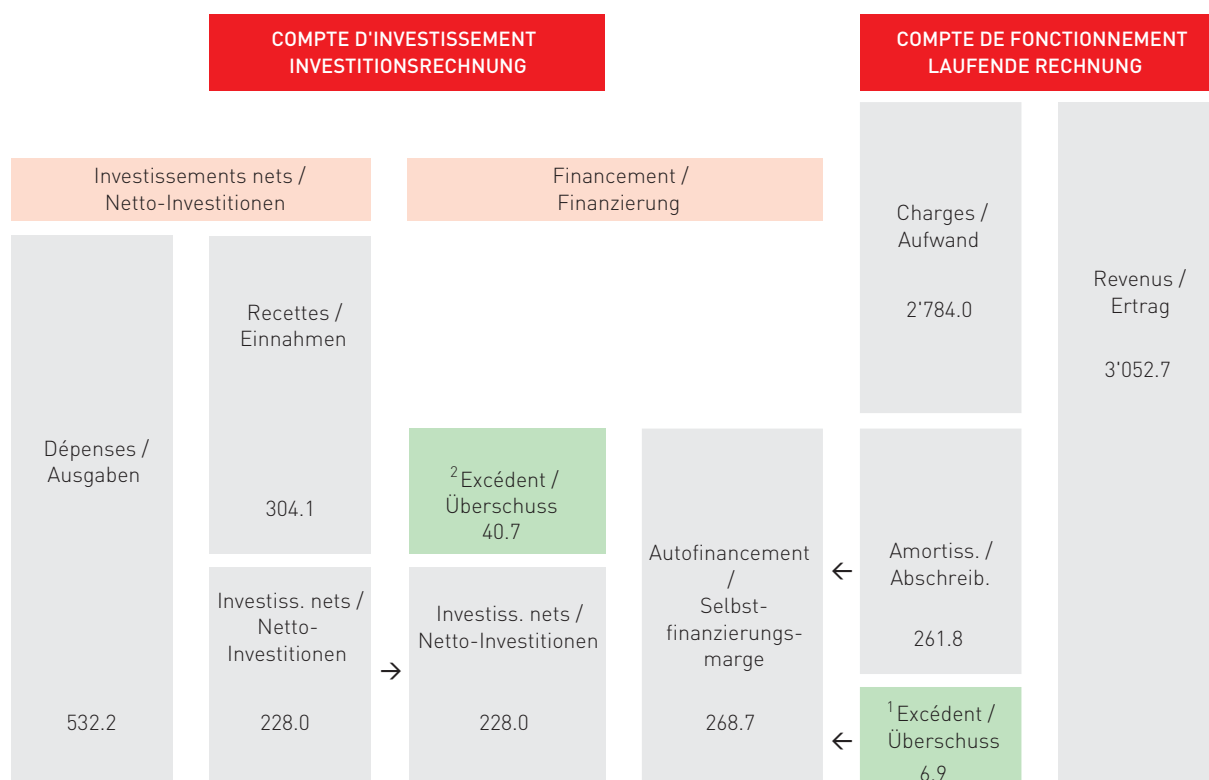 COMPTE D'INVESTISSEMENT
INVESTITIONSRECHNUNG
COMPTE DE FONCTIONNEMENT
LAUFENDE RECHNUNG
Investissements nets /
Netto-Investitionen
Financement /
Finanzierung
Dépenses /
Ausgaben
532.2
Recettes /
Einnahmen
304.1
Investiss. nets /
Netto-
Investitionen
228.0
→
²Excédent /
Überschuss
40.7
Investiss. nets /
Netto-Investitionen
228.0
Autofinancement
/
Selbst-
finanzierungs-
marge
268.7
←
←
Charges /
Aufwand
2'784.0
Amortiss. /
Abschreib.
261.8
¹Excédent /
Überschuss
6.9
Revenus /
Ertrag
3'052.7